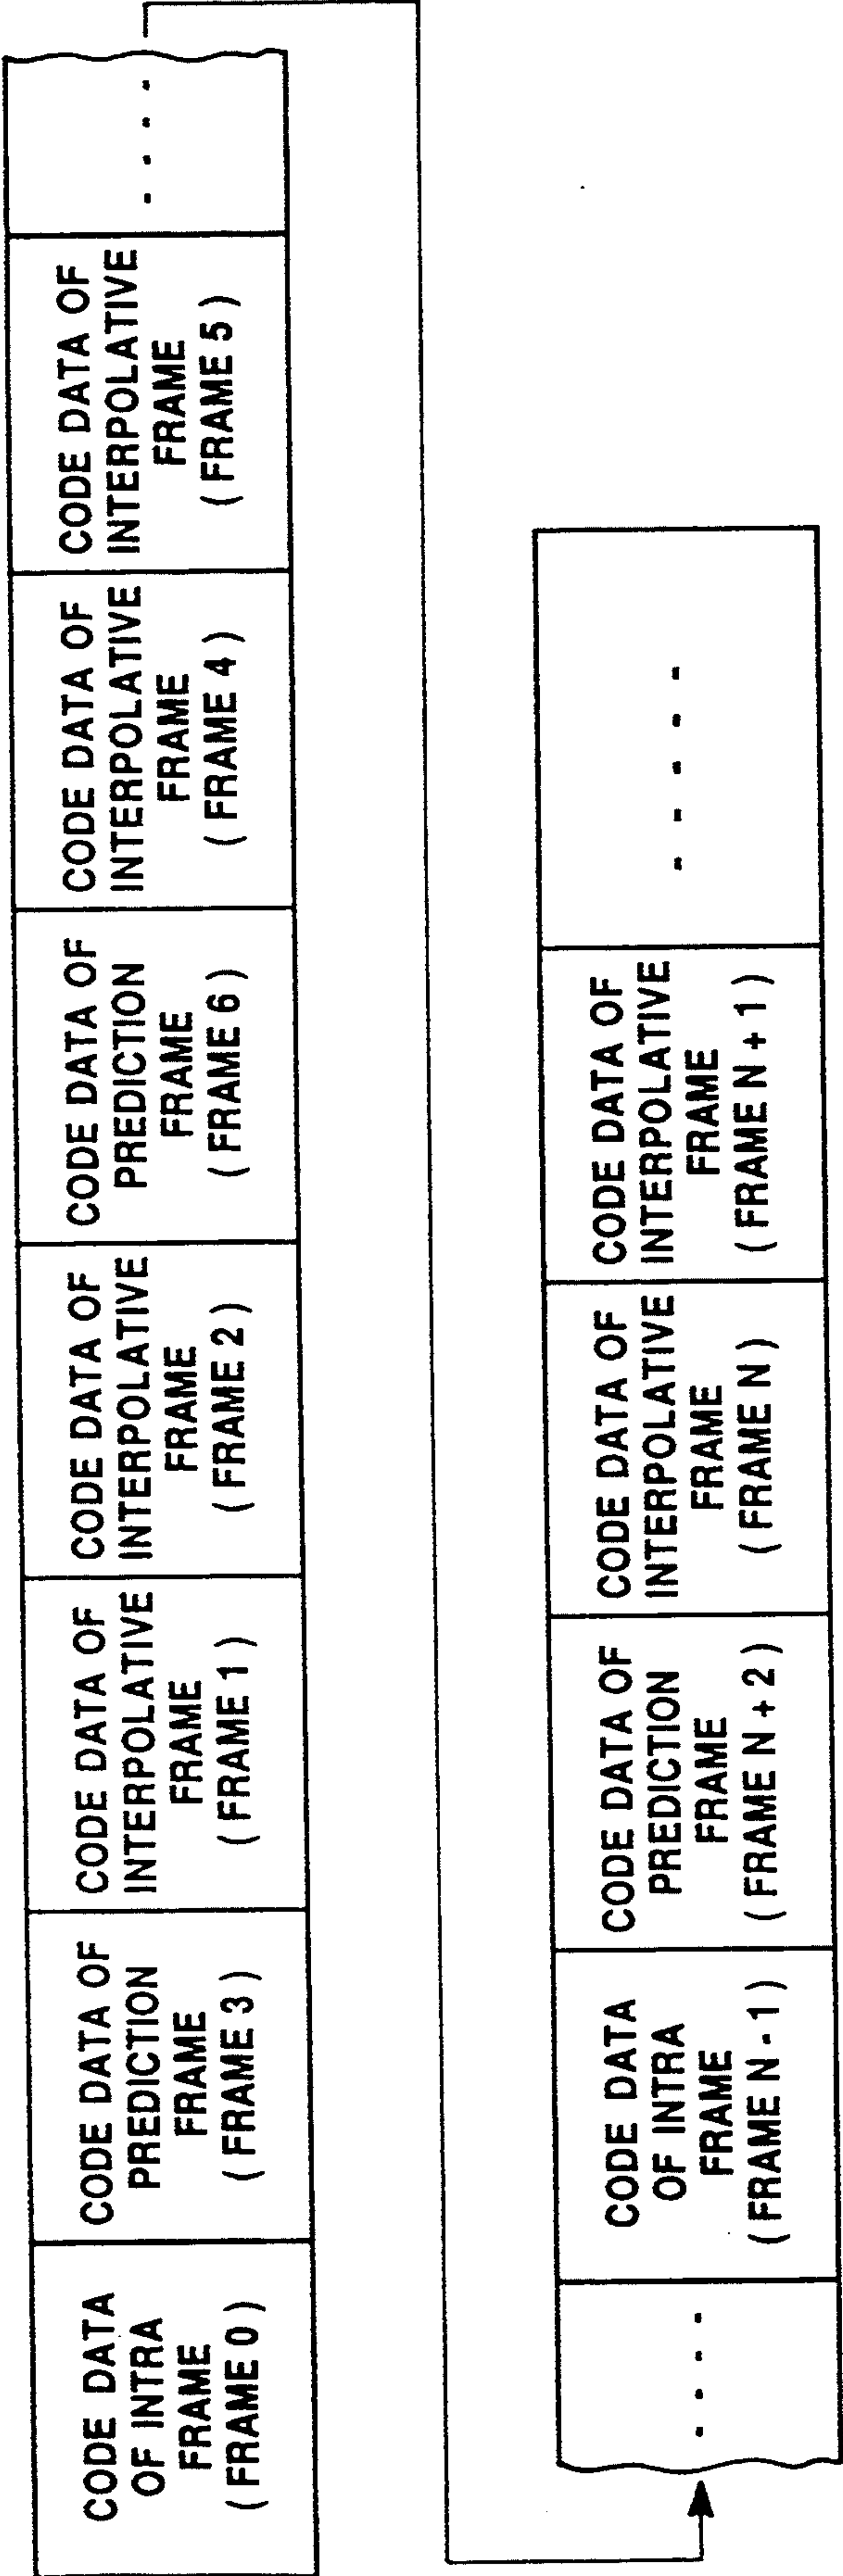 CODE DATA
OF INTRA
FRAME
( FRAME 0 )
CODE DATA OF
PREDICTION
FRAME
( FRAME 3 )
CODE DATA OF
INTERPOLATIVE
FRAME
( FRAME 1 )
CODE DATA OF
INTERPOLATIVE
FRAME
( FRAME 2 )
CODE DATA OF
PREDICTION
FRAME
( FRAME 6 )
CODE DATA OF
INTERPOLATIVE
FRAME
( FRAME 4 )
CODE DATA OF
INTERPOLATIVE
FRAME
( FRAME 5 )
- - - -
- - - -
CODE DATA
OF INTRA
FRAME
( FRAME N - 1 )
CODE DATA OF
PREDICTION
FRAME
( FRAME N + 2 )
CODE DATA OF
INTERPOLATIVE
FRAME
( FRAME N )
CODE DATA OF
INTERPOLATIVE
FRAME
( FRAME N + 1 )
- - - - -